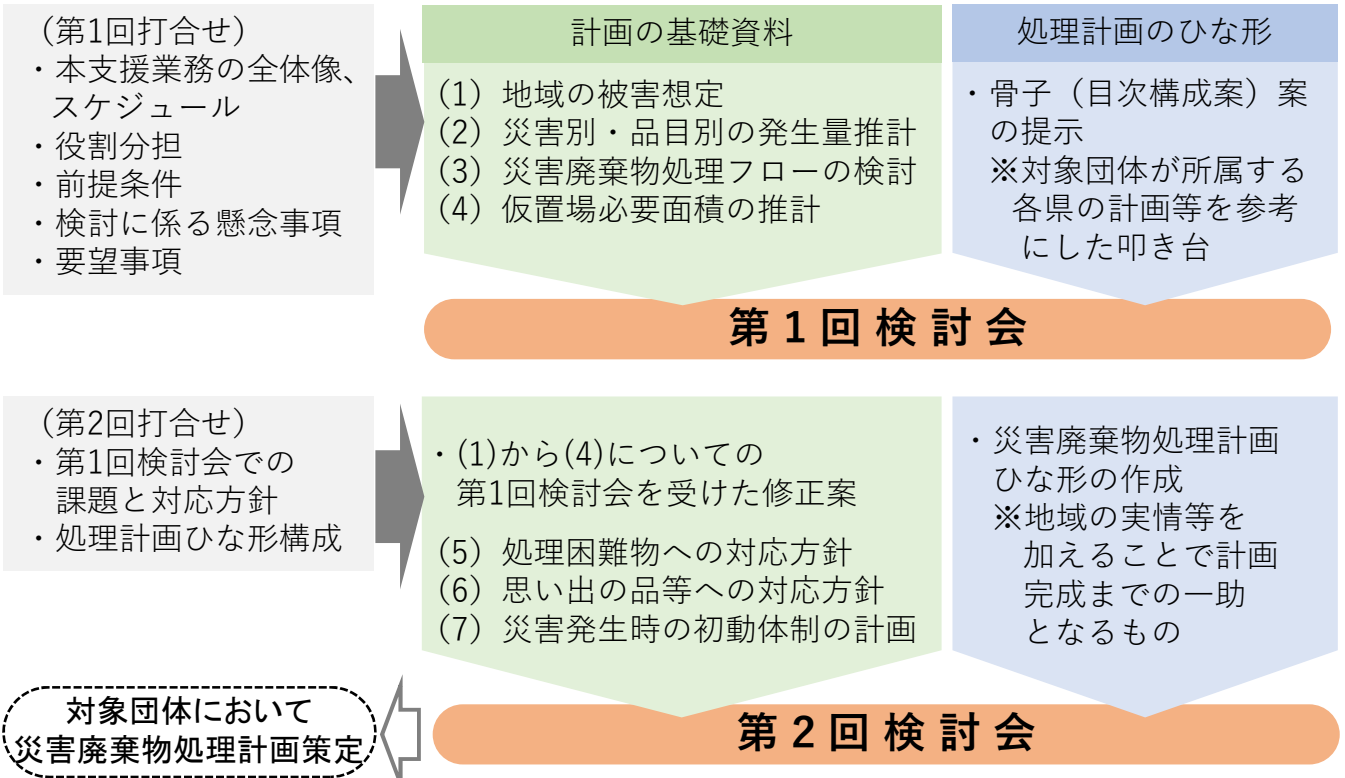 (第1回打合せ)
・本支援業務の全体像、
スケジュール
・役割分担
・前提条件
・検討に係る懸念事項
・要望事項
計画の基礎資料
(1) 地域の被害想定
(2) 災害別・品目別の発生量推計
(3) 災害廃棄物処理フローの検討
(4) 仮置場必要面積の推計
処理計画のひな形
・骨子（目次構成案）案
の提示
※対象団体が所属する
各県の計画等を参考
にした叩き台
第1回検討会
(第2回打合せ)
・第1回検討会での
課題と対応方針
・処理計画ひな形構成
・(1)から(4)についての
第1回検討会を受けた修正案
(5) 処理困難物への対応方針
(6) 思い出の品等への対応方針
(7) 災害発生時の初動体制の計画
・災害廃棄物処理計画
ひな形の作成
※地域の実情等を
加えることで計画
完成までの一助
となるもの
第2回検討会
対象団体において
災害廃棄物処理計画策定